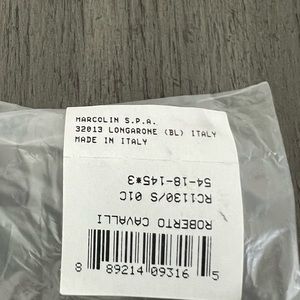 MARCOLIN S.P.A.
32013 LONGARONE (BL) ITALY
MADE IN ITALY
ROBERTO CAVALLI
RC1130/S 01C
54-18-145*3
8 89214 09316 5